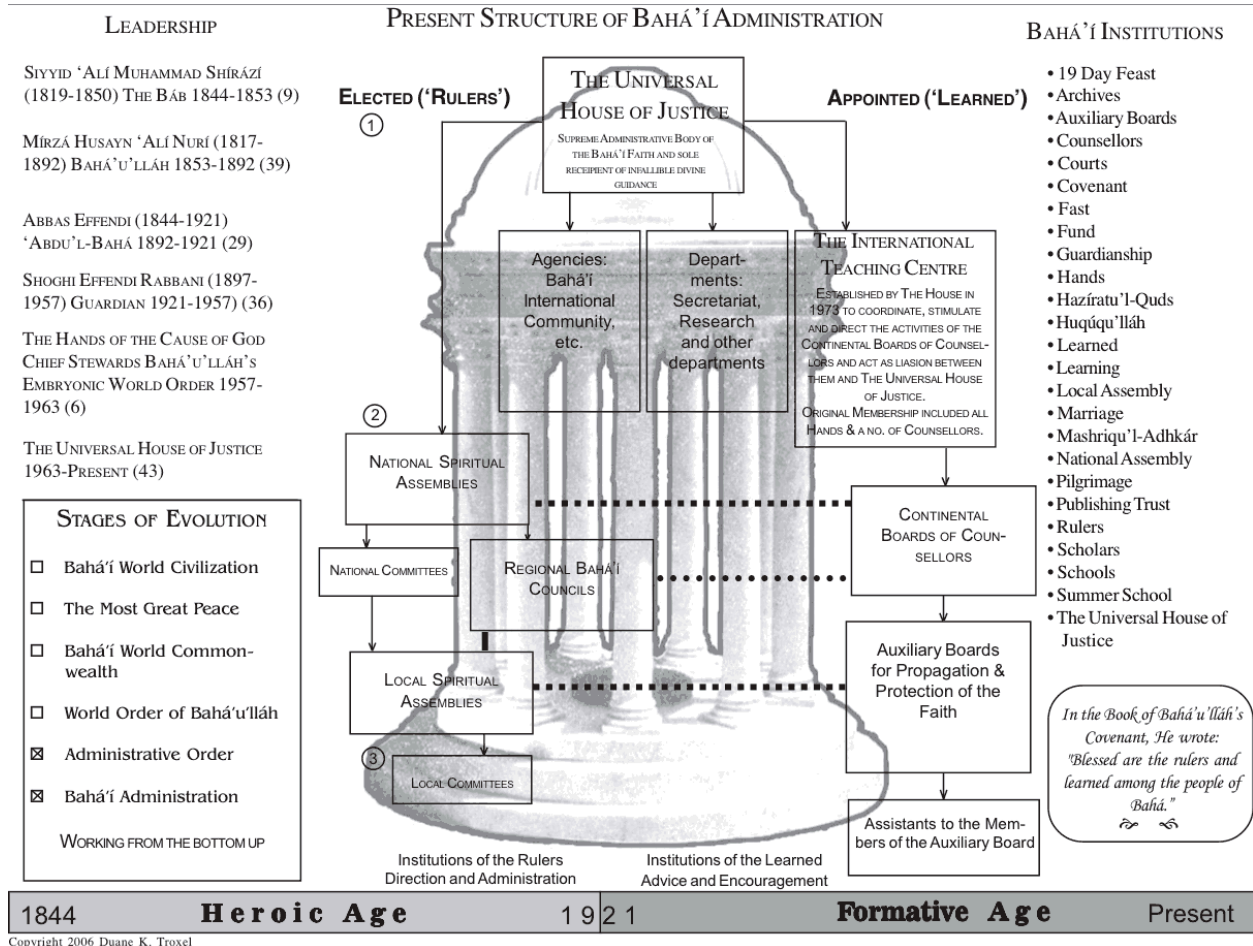 PRESENT STRUCTURE OF BAHÁ'Í ADMINISTRATION
LEADERSHIP
SIYYID 'ALÍ MUHAMMAD SHÍRÁZÍ
(1819-1850) THE BÁB 1844-1853 (9)
MÍRZÁ HUSAYN 'ALÍ NURÍ (1817-
1892) BAHÁ'U'LLÁH 1853-1892 (39)
ABBAS EFFENDI (1844-1921)
'ABDU'L-BAHÁ 1892-1921 (29)
SHOGHI EFFENDI RABBANI (1897-
1957) GUARDIAN 1921-1957) (36)
THE HANDS OF THE CAUSE OF GOD
CHIEF STEWARDS BAHÁ'U'LLÁH'S
EMBRYONIC WORLD ORDER 1957-
1963 (6)
THE UNIVERSAL HOUSE OF JUSTICE
1963-PRESENT (43)
STAGES OF EVOLUTION
Bahá'í World Civilization
The Most Great Peace
Bahá'í World Common-
wealth
World Order of Bahá'u'lláh
Administrative Order
Bahá'í Administration
WORKING FROM THE BOTTOM UP
ELECTED ('RULERS')
1
THE UNIVERSAL
HOUSE OF JUSTICE
SUPREME ADMINISTRATIVE BODY OF
THE BAHÁ'Í FAITH AND SOLE
RECEIPIENT OF INFALLIBLE DIVINE
GUIDANCE
APPOINTED ('LEARNED')
Agencies:
Bahá'í
International
Community,
etc.
Depart-
ments:
Secretariat,
Research
and other
departments
THE INTERNATIONAL
TEACHING CENTRE
ESTABLISHED BY THE HOUSE IN
1973 TO COORDINATE, STIMULATE
AND DIRECT THE ACTIVITIES OF THE
CONTINENTAL BOARDS OF COUNSEL-
LORS AND ACT AS LIASION BETWEEN
THEM AND THE UNIVERSAL HOUSE
OF JUSTICE.
ORIGINAL MEMBERSHIP INCLUDED ALL
HANDS & A NO. OF COUNSELLORS.
2
NATIONAL SPIRITUAL
ASSEMBLIES
NATIONAL COMMITTEES
REGIONAL BAHÁ'Í
COUNCILS
LOCAL SPIRITUAL
ASSEMBLIES
3
LOCAL COMMITTEES
CONTINENTAL
BOARDS OF COUN-
SELLORS
Auxiliary Boards
for Propagation &
Protection of the
Faith
Assistants to the Mem-
bers of the Auxiliary Board
Institutions of the Rulers
Direction and Administration
Institutions of the Learned
Advice and Encouragement
BAHÁ'Í INSTITUTIONS
• 19 Day Feast
• Archives
• Auxiliary Boards
• Counsellors
• Courts
• Covenant
• Fast
• Fund
• Guardianship
• Hands
• Hazíratu'l-Quds
• Huqúqu'lláh
• Learned
• Learning
• Local Assembly
• Marriage
• Mashriqu'l-Adhkár
• National Assembly
• Pilgrimage
• Publishing Trust
• Rulers
• Scholars
• Schools
• Summer School
• The Universal House of
Justice
In the Book of Bahá'u'lláh's
Covenant, He wrote:
"Blessed are the rulers and
learned among the people of
Bahá."
1844 Heroic Age 1921 Formative Age Present
Copyright 2006 Duane K. Troxel